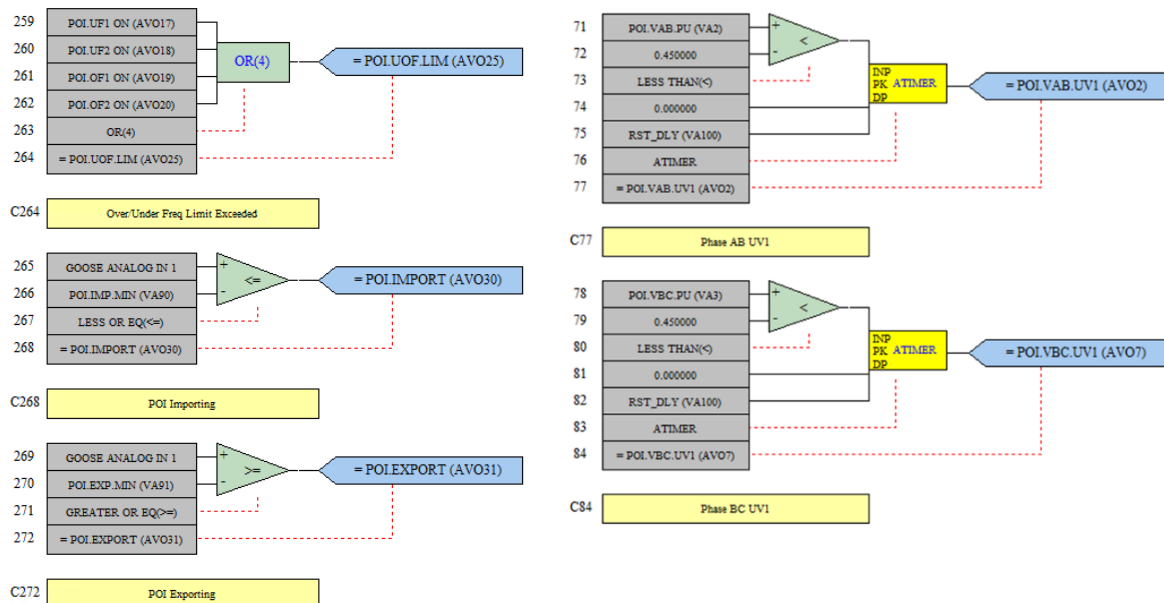 259 POI.UF1 ON (AVO17)
260 POI.UF2 ON (AVO18)
261 POI.OF1 ON (AVO19)
262 POI.OF2 ON (AVO20)
263 OR(4)
264 = POI.UOF.LIM (AVO25)
OR(4)
= POI.UOF.LIM (AVO25)
C264 Over/Under Freq Limit Exceeded
265 GOOSE ANALOG IN 1
266 POI.IMP.MIN (VA90)
267 LESS OR EQ(<=)
268 = POI.IMPORT (AVO30)
+
-
<=
= POI.IMPORT (AVO30)
C268 POI Importing
269 GOOSE ANALOG IN 1
270 POI.EXP.MIN (VA91)
271 GREATER OR EQ(>=)
272 = POI.EXPORT (AVO31)
+
-
>=
= POI.EXPORT (AVO31)
C272 POI Exporting
71 POI.VAB.PU (VA2)
72 0.450000
73 LESS THAN(<)
74 0.000000
75 RST_DLY (VA100)
76 ATIMER
77 = POI.VAB.UV1 (AVO2)
+
-
<
INP
PK ATIMER
DP
= POI.VAB.UV1 (AVO2)
C77 Phase AB UV1
78 POI.VBC.PU (VA3)
79 0.450000
80 LESS THAN(<)
81 0.000000
82 RST_DLY (VA100)
83 ATIMER
84 = POI.VBC.UV1 (AVO7)
+
-
<
INP
PK ATIMER
DP
= POI.VBC.UV1 (AVO7)
C84 Phase BC UV1